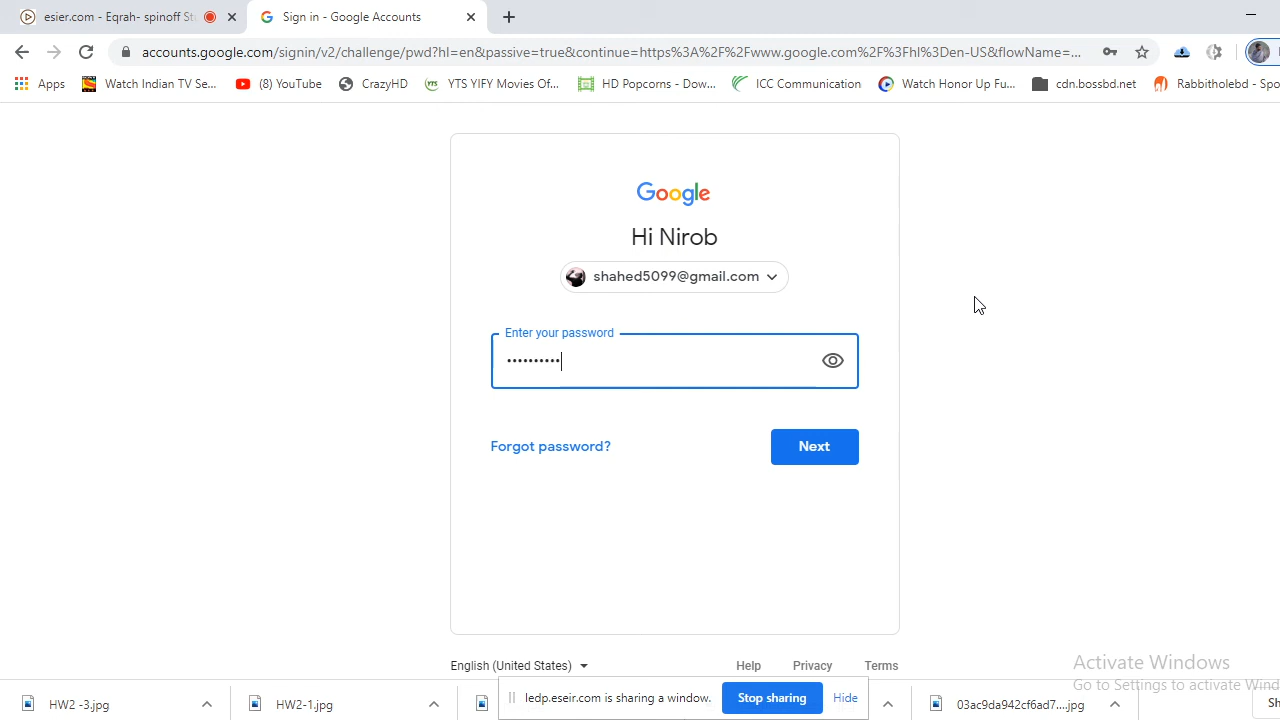 esier.com - Eqrah- spinoff St
Sign in - Google Accounts
accounts.google.com/signin/v2/challenge/pwd?hl=en&passive=true&continue=https%3A%2F%2Fwww.google.com%2F%3Fhl%3Den-US&flowName=...
Apps
Watch Indian TV Se...
(8) YouTube
CrazyHD
YTS YIFY Movies Of...
HD Popcorns - Dow...
ICC Communication
Watch Honor Up Fu...
cdn.bossbd.net
Rabbitholebd - Spo
Google
Hi Nirob
shahed5099@gmail.com
Enter your password
••••••••••
Forgot password?
Next
English (United States)
Help
Privacy
Terms
Activate Windows
Go to Settings to activate Wind
HW2 -3.jpg
HW2-1.jpg
ledp.eseir.com is sharing a window.
Stop sharing
Hide
03ac9da942cf6ad7....jpg
Sh